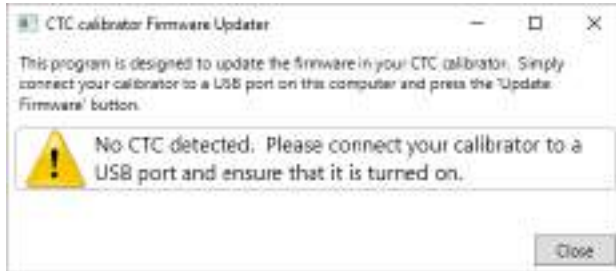 CTC calibrator Firmware Updater
This program is designed to update the firmware in your CTC calibrator. Simply
connect your calibrator to a USB port on this computer and press the 'Update
Firmware' button.
No CTC detected. Please connect your calibrator to a
USB port and ensure that it is turned on.
Close